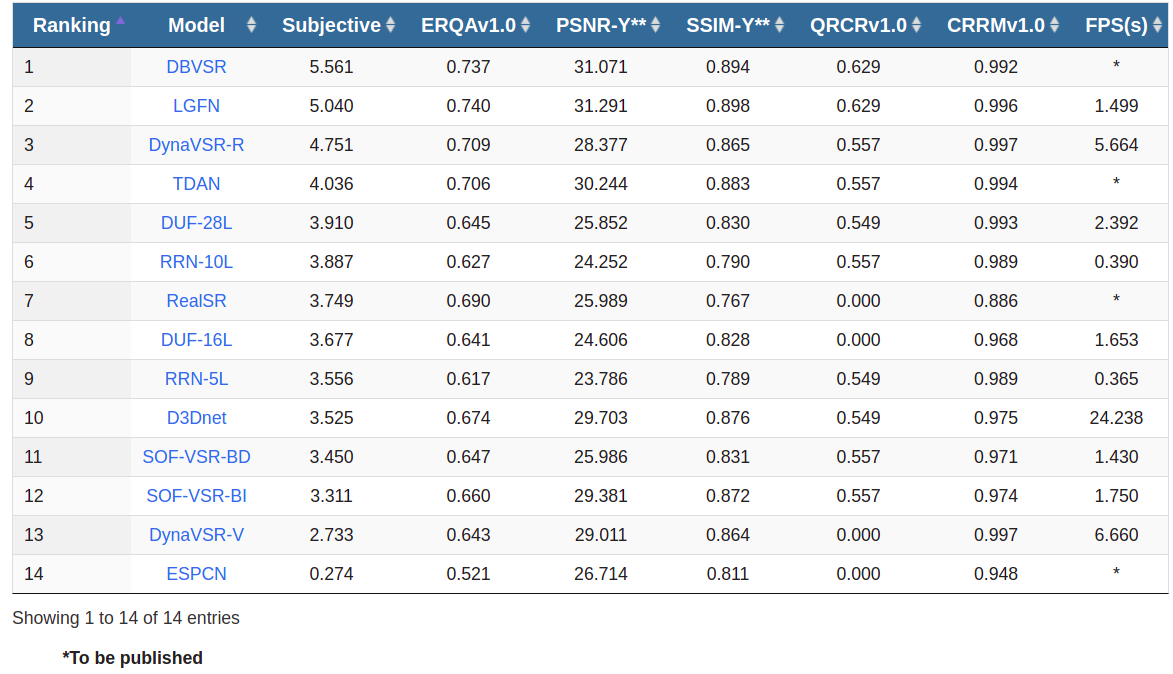 Ranking Model Subjective ERQAv1.0 PSNR-Y** SSIM-Y** QRCRv1.0 CRRMv1.0 FPS(s)
1 DBVSR 5.561 0.737 31.071 0.894 0.629 0.992 *
2 LGFN 5.040 0.740 31.291 0.898 0.629 0.996 1.499
3 DynaVSR-R 4.751 0.709 28.377 0.865 0.557 0.997 5.664
4 TDAN 4.036 0.706 30.244 0.883 0.557 0.994 *
5 DUF-28L 3.910 0.645 25.852 0.830 0.549 0.993 2.392
6 RRN-10L 3.887 0.627 24.252 0.790 0.557 0.989 0.390
7 RealSR 3.749 0.690 25.989 0.767 0.000 0.886 *
8 DUF-16L 3.677 0.641 24.606 0.828 0.000 0.968 1.653
9 RRN-5L 3.556 0.617 23.786 0.789 0.549 0.989 0.365
10 D3Dnet 3.525 0.674 29.703 0.876 0.549 0.975 24.238
11 SOF-VSR-BD 3.450 0.647 25.986 0.831 0.557 0.971 1.430
12 SOF-VSR-BI 3.311 0.660 29.381 0.872 0.557 0.974 1.750
13 DynaVSR-V 2.733 0.643 29.011 0.864 0.000 0.997 6.660
14 ESPCN 0.274 0.521 26.714 0.811 0.000 0.948 *
Showing 1 to 14 of 14 entries
*To be published